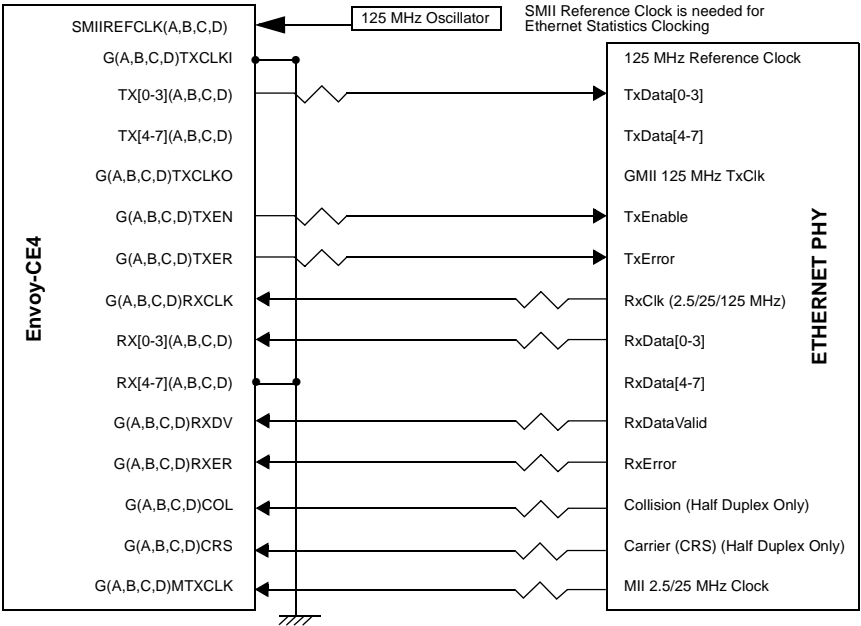 SMIIREFCLK(A,B,C,D)
125 MHz Oscillator
SMII Reference Clock is needed for
Ethernet Statistics Clocking
G(A,B,C,D)TXCLKI
125 MHz Reference Clock
TX[0-3](A,B,C,D)
TxData[0-3]
TX[4-7](A,B,C,D)
TxData[4-7]
G(A,B,C,D)TXCLKO
GMII 125 MHz TxClk
G(A,B,C,D)TXEN
TxEnable
G(A,B,C,D)TXER
TxError
Envoy-CE4
ETHERNET PHY
G(A,B,C,D)RXCLK
RxClk (2.5/25/125 MHz)
RX[0-3](A,B,C,D)
RxData[0-3]
RX[4-7](A,B,C,D)
RxData[4-7]
G(A,B,C,D)RXDV
RxDataValid
G(A,B,C,D)RXER
RxError
G(A,B,C,D)COL
Collision (Half Duplex Only)
G(A,B,C,D)CRS
Carrier (CRS) (Half Duplex Only)
G(A,B,C,D)MTXCLK
MII 2.5/25 MHz Clock